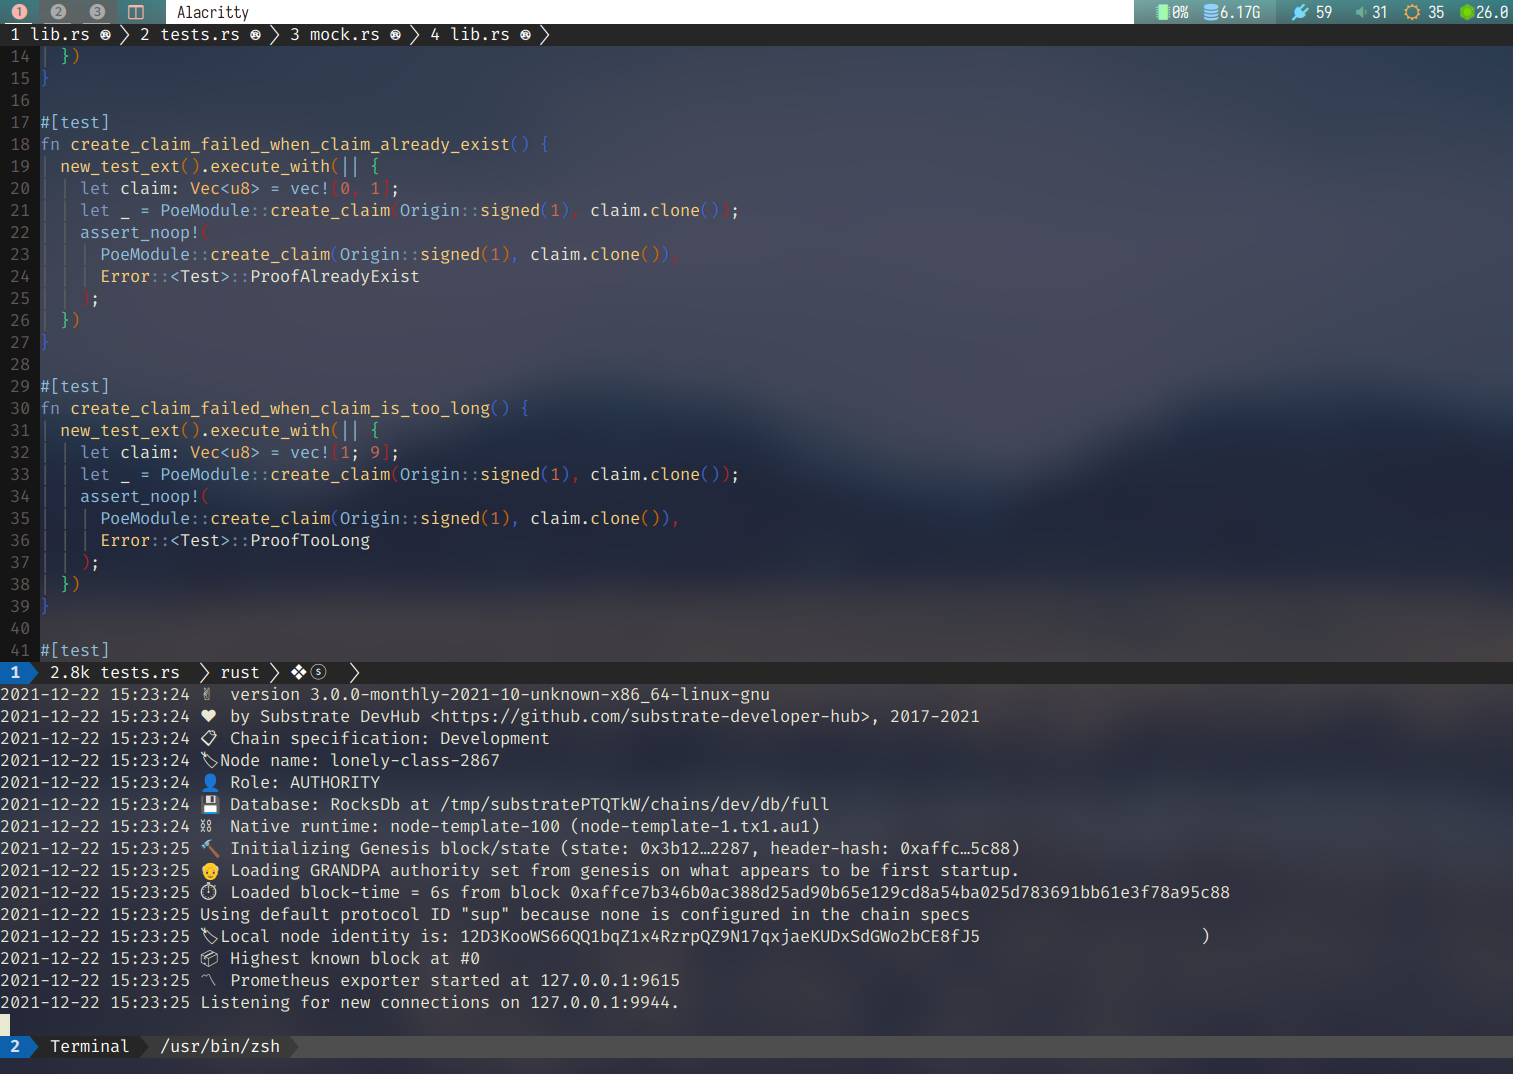 1 2 3 Alacritty 0% 6.17G 59 31 35 26.0
1 lib.rs 2 tests.rs 3 mock.rs 4 lib.rs
14 })
15 }
16
17 #[test]
18 fn create_claim_failed_when_claim_already_exist() {
19 new_test_ext().execute_with(|| {
20 let claim: Vec<u8> = vec![0, 1];
21 let _ = PoeModule::create_claim(Origin::signed(1), claim.clone());
22 assert_noop!(
23 PoeModule::create_claim(Origin::signed(1), claim.clone()),
24 Error::<Test>::ProofAlreadyExist
25 );
26 })
27 }
28
29 #[test]
30 fn create_claim_failed_when_claim_is_too_long() {
31 new_test_ext().execute_with(|| {
32 let claim: Vec<u8> = vec![1; 9];
33 let _ = PoeModule::create_claim(Origin::signed(1), claim.clone());
34 assert_noop!(
35 PoeModule::create_claim(Origin::signed(1), claim.clone()),
36 Error::<Test>::ProofTooLong
37 );
38 })
39 }
40
41 #[test]
1 2.8k tests.rs rust ❖ⓢ
2021-12-22 15:23:24 ✌ version 3.0.0-monthly-2021-10-unknown-x86_64-linux-gnu
2021-12-22 15:23:24 ❤ by Substrate DevHub <https://github.com/substrate-developer-hub>, 2017-2021
2021-12-22 15:23:24 📋 Chain specification: Development
2021-12-22 15:23:24 🏷Node name: lonely-class-2867
2021-12-22 15:23:24 👤 Role: AUTHORITY
2021-12-22 15:23:24 💾 Database: RocksDb at /tmp/substratePTQTkW/chains/dev/db/full
2021-12-22 15:23:24 ⛓ Native runtime: node-template-100 (node-template-1.tx1.au1)
2021-12-22 15:23:25 🔨 Initializing Genesis block/state (state: 0x3b12…2287, header-hash: 0xaffc…5c88)
2021-12-22 15:23:25 👴 Loading GRANDPA authority set from genesis on what appears to be first startup.
2021-12-22 15:23:25 ⏱ Loaded block-time = 6s from block 0xaffce7b346b0ac388d25ad90b65e129cd8a54ba025d783691bb61e3f78a95c88
2021-12-22 15:23:25 Using default protocol ID "sup" because none is configured in the chain specs
2021-12-22 15:23:25 🏷Local node identity is: 12D3KooWS66QQ1bqZ1x4RzrpQZ9N17qxjaeKUDxSdGWo2bCE8fJ5 )
2021-12-22 15:23:25 📦 Highest known block at #0
2021-12-22 15:23:25 〽 Prometheus exporter started at 127.0.0.1:9615
2021-12-22 15:23:25 Listening for new connections on 127.0.0.1:9944.
2 Terminal /usr/bin/zsh